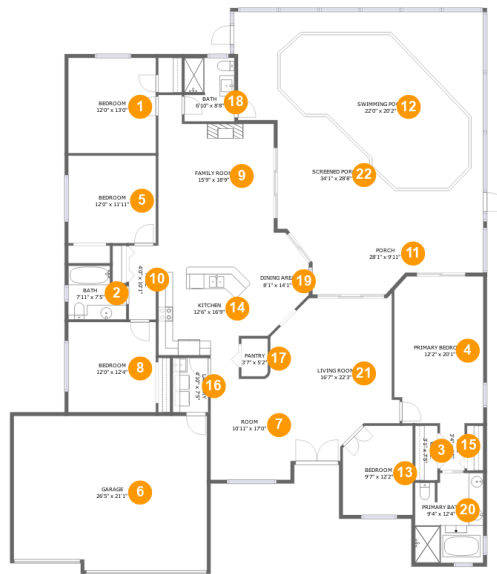 BEDROOM
12'0" x 13'0"
1
BATH
6'10" x 8'8"
18
SWIMMING PO
22'0" x 20'2"
12
FAMILY ROOM
15'9" x 18'9"
9
SCREENED POR
34'1" x 28'8"
22
BEDROOM
12'0" x 11'11"
5
PORCH
28'1" x 9'11"
11
DINING AREA
8'1" x 14'1"
19
10
BATH
7'11" x 7'5"
2
KITCHEN
12'6" x 16'9"
14
PRIMARY BEDRO
12'2" x 20'1"
4
PANTRY
3'7" x 5'2"
17
BEDROOM
12'0" x 12'4"
8
LIVING ROOM
16'7" x 22'3"
21
16
ROOM
10'11" x 17'0"
7
3
15
BEDROOM
9'7" x 12'2"
13
GARAGE
26'5" x 21'1"
6
PRIMARY BAT
9'4" x 12'4"
20